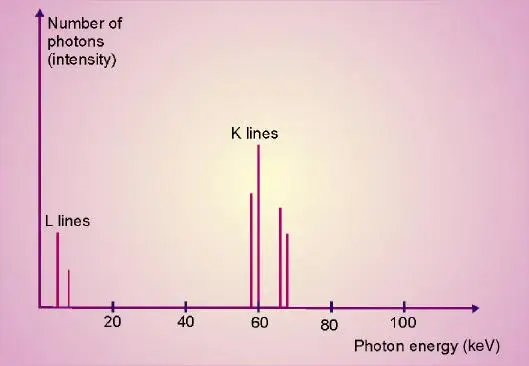 Number of
photons
(intensity)
K lines
L lines
20 40 60 80 100
Photon energy (keV)